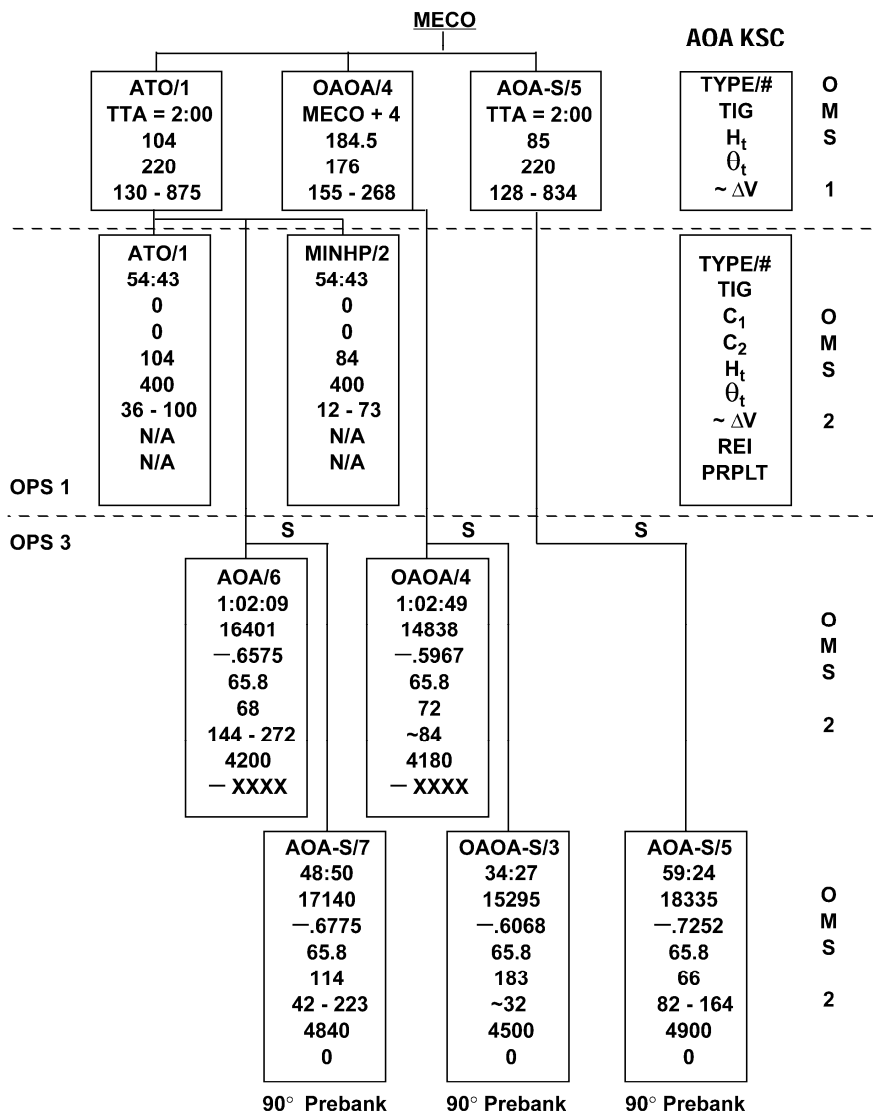 MECO
AOA KSC
ATO/1
TTA = 2:00
104
220
130 - 875
OAOA/4
MECO + 4
184.5
176
155 - 268
AOA-S/5
TTA = 2:00
85
220
128 - 834
TYPE/#
TIG
Ht
θt
~ ΔV
O
M
S
1
ATO/1
54:43
0
0
104
400
36 - 100
N/A
N/A
MINHP/2
54:43
0
0
84
400
12 - 73
N/A
N/A
TYPE/#
TIG
C1
C2
Ht
θt
~ ΔV
REI
PRPLT
O
M
S
2
OPS 1
OPS 3
S
S
S
AOA/6
1:02:09
16401
—.6575
65.8
68
144 - 272
4200
— XXXX
OAOA/4
1:02:49
14838
—.5967
65.8
72
~84
4180
— XXXX
O
M
S
2
AOA-S/7
48:50
17140
—.6775
65.8
114
42 - 223
4840
0
90° Prebank
OAOA-S/3
34:27
15295
—.6068
65.8
183
~32
4500
0
90° Prebank
AOA-S/5
59:24
18335
—.7252
65.8
66
82 - 164
4900
0
90° Prebank
O
M
S
2